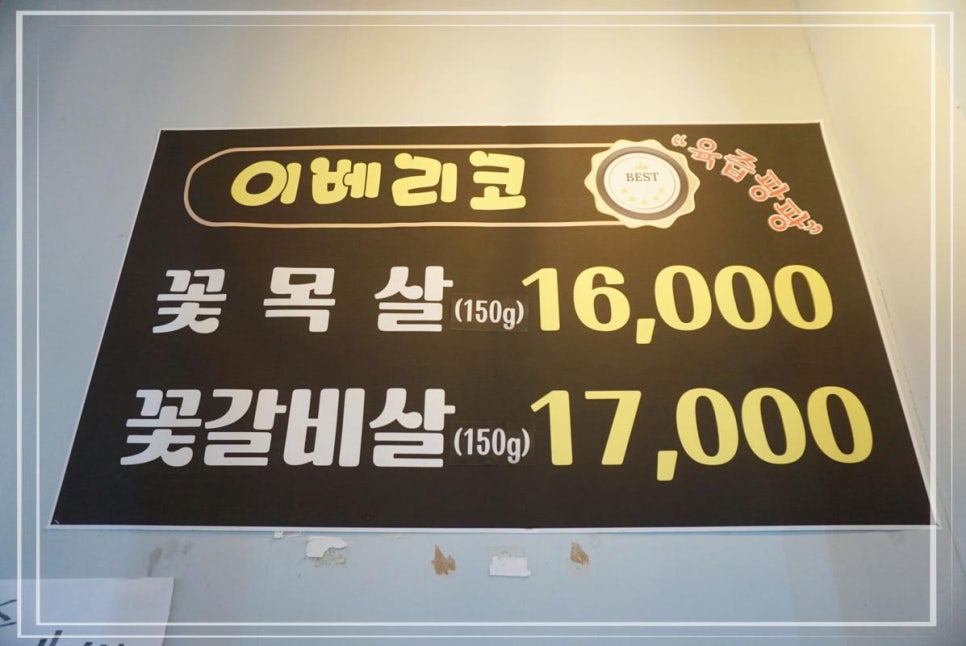 이베리코
BEST
"육즙팡팡"
꽃목살(150g) 16,000
꽃갈비살(150g) 17,000